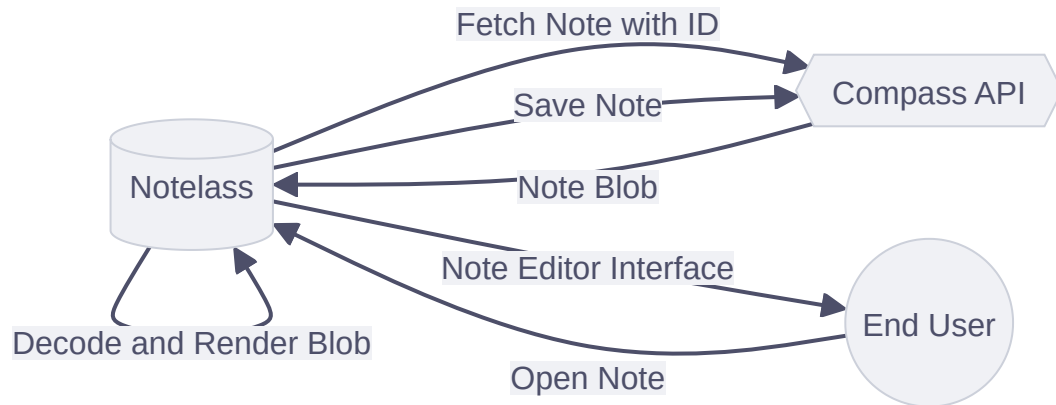 Fetch Note with ID
Save Note
Compass API
Notelass
Note Blob
Note Editor Interface
End User
Decode and Render Blob
Open Note